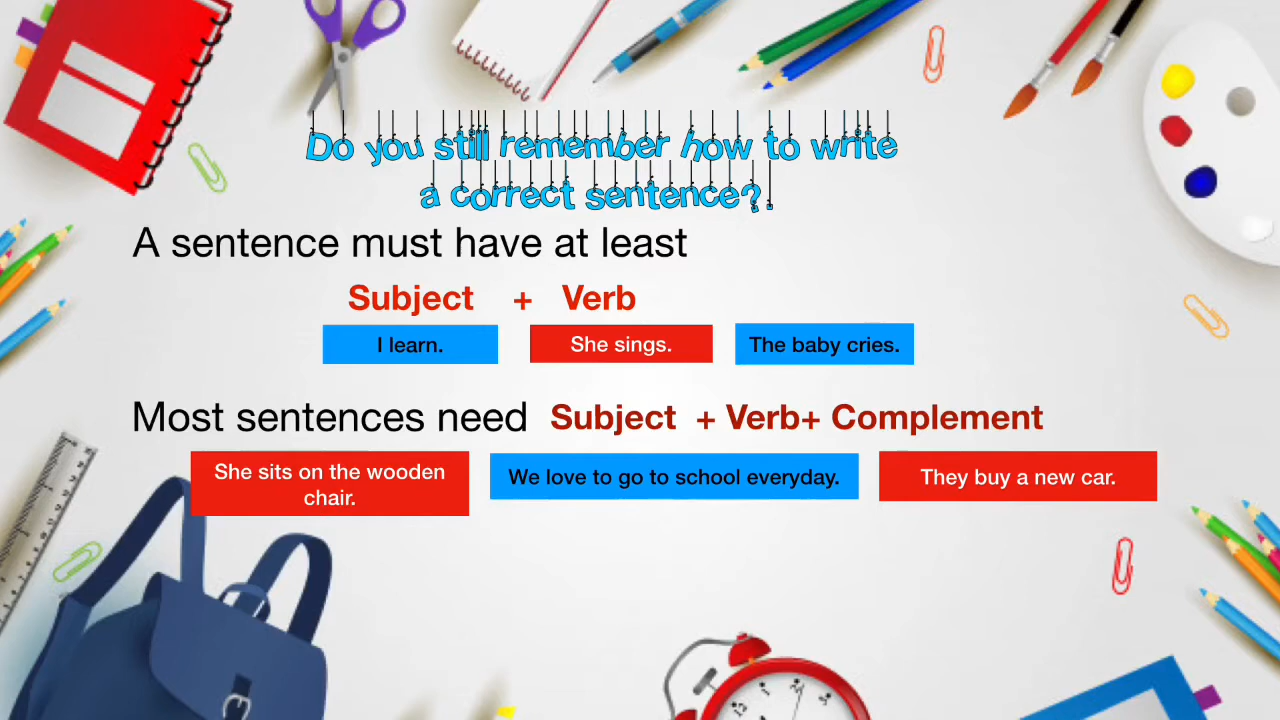 Do you still remember how to write
a correct sentence?.
A sentence must have at least
Subject + Verb
I learn. She sings. The baby cries.
Most sentences need Subject + Verb+ Complement
She sits on the wooden
chair.
We love to go to school everyday.
They buy a new car.